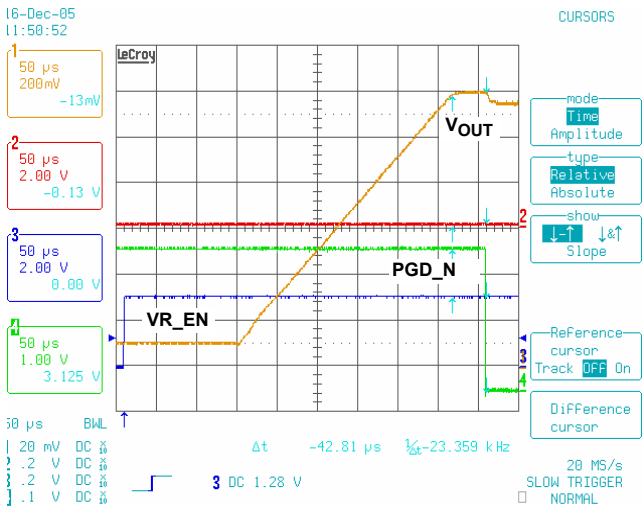 16-Dec-05
11:50:52
CURSORS
LeCroy
1
50 µs
200mV
-13mV
2
50 µs
2.00 V
-0.13 V
3
50 µs
2.00 V
0.00 V
4
50 µs
1.00 V
3.125 V
VOUT
PGD_N
VR_EN
2
3
4
mode
Time
Amplitude
type
Relative
Absolute
show
↓-↑ ↓&↑
Slope
Reference
cursor
Track Off On
Difference
cursor
50 µs BWL
20 mV DC
.2 V DC
.2 V DC
.1 V DC
Δt -42.81 µs 1/Δt -23.359 kHz
3 DC 1.28 V
20 MS/s
SLOW TRIGGER
NORMAL